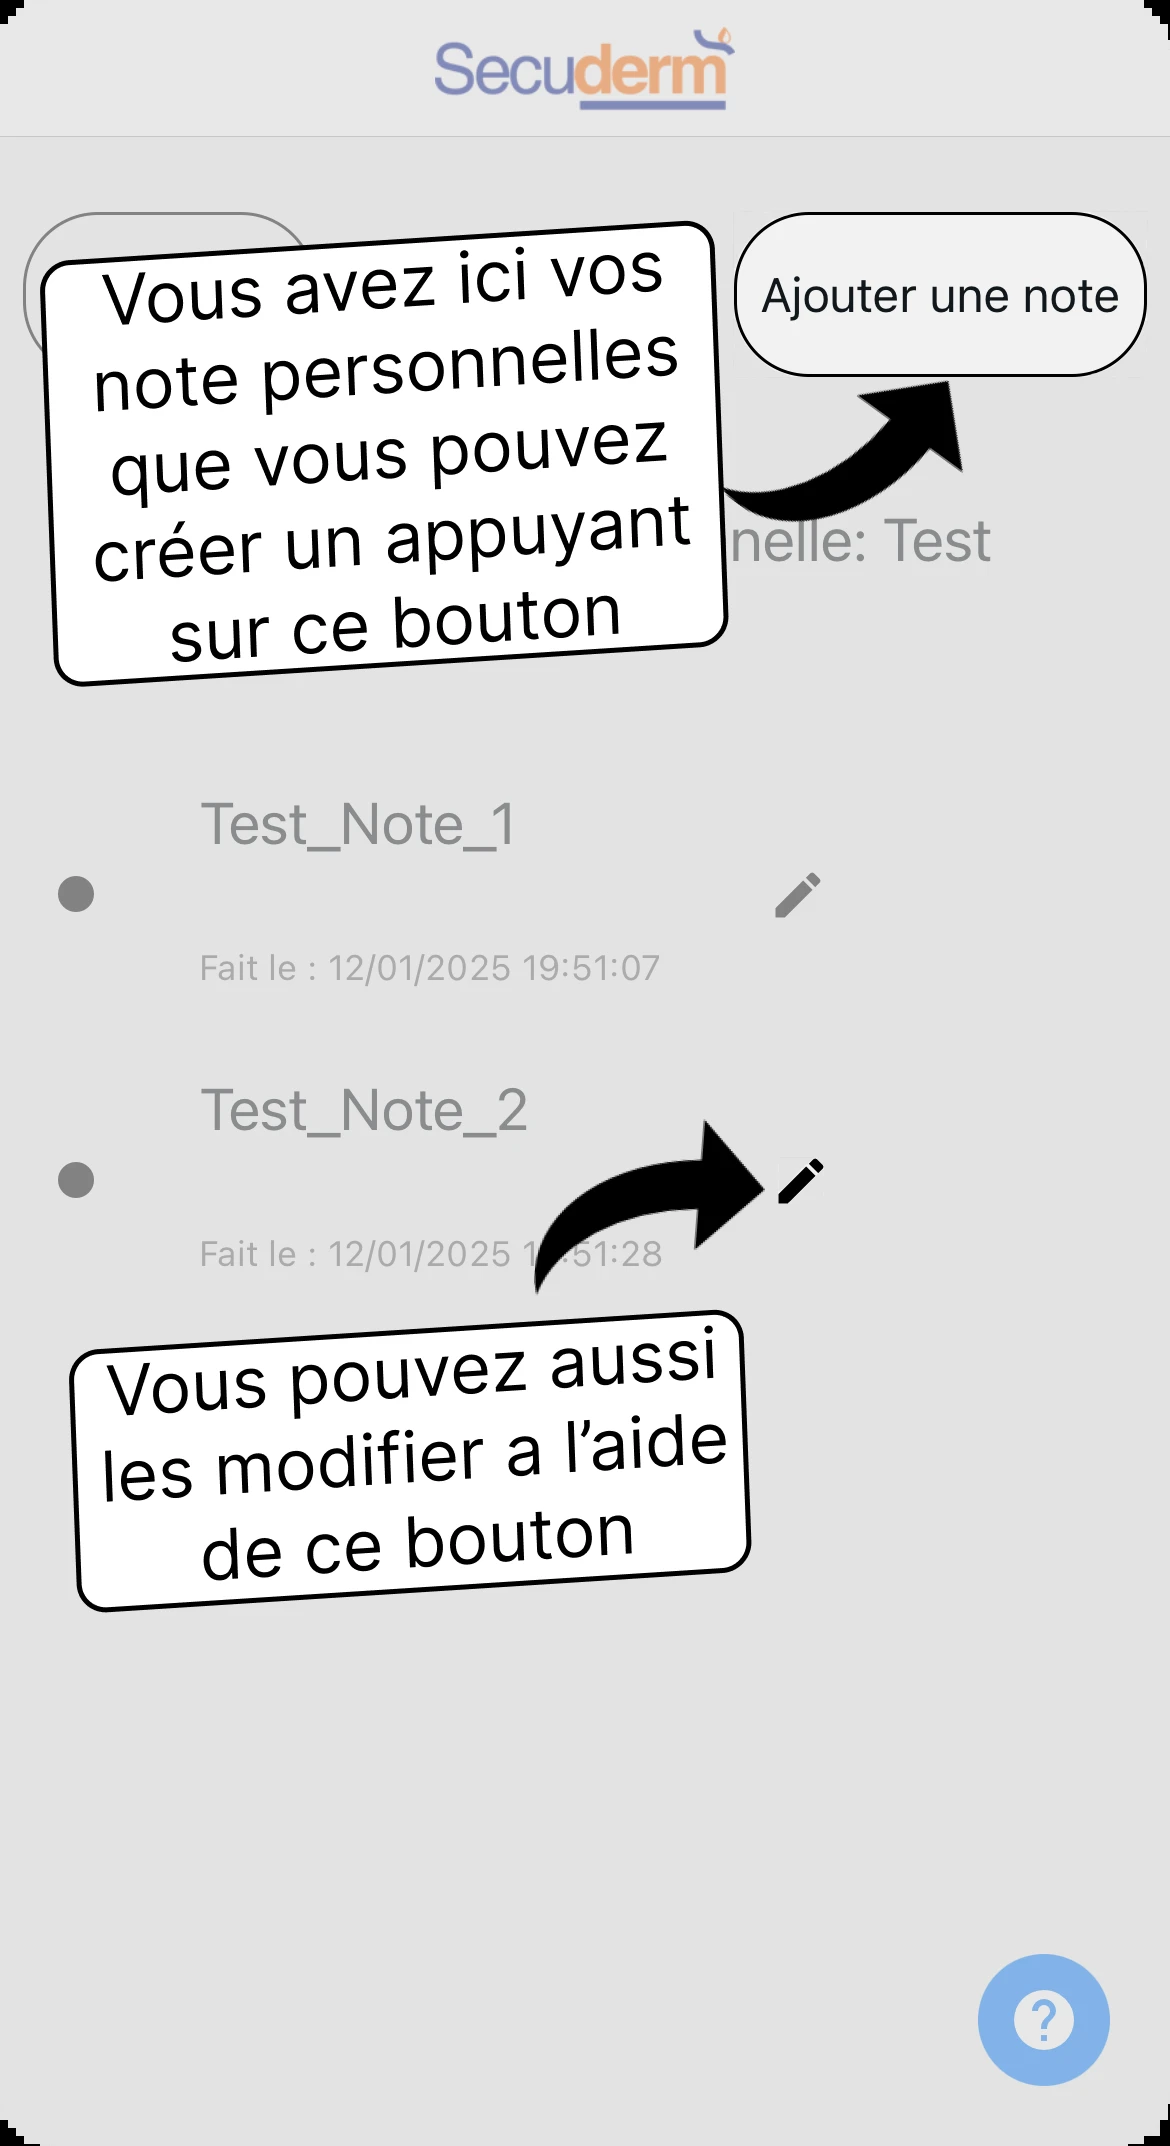 Secuderm
Ajouter une note
Vous avez ici vos
note personnelles
que vous pouvez
créer un appuyant
sur ce bouton
nelle: Test
Test_Note_1
Fait le : 12/01/2025 19:51:07
Test_Note_2
Fait le : 12/01/2025 1 :51:28
Vous pouvez aussi
les modifier a l’aide
de ce bouton
?